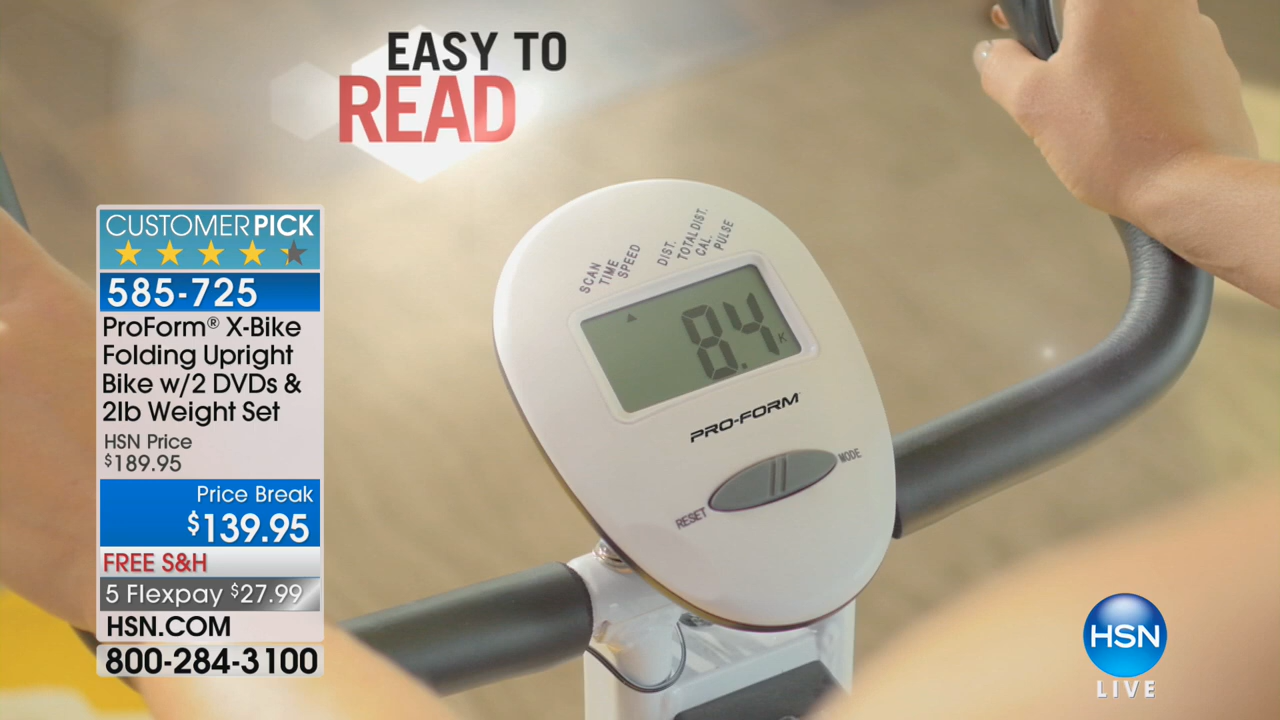 EASY TO
READ
CUSTOMER PICK
585-725
ProForm® X-Bike
Folding Upright
Bike w/2 DVDs &
2lb Weight Set
HSN Price
$189.95
Price Break
$139.95
FREE S&H
5 Flexpay $27.99
HSN.COM
800-284-3100
SCAN
TIME
SPEED
DIST.
TOTAL DIST.
CAL.
PULSE
8.4 K
PRO-FORM
MODE
RESET
HSN
LIVE